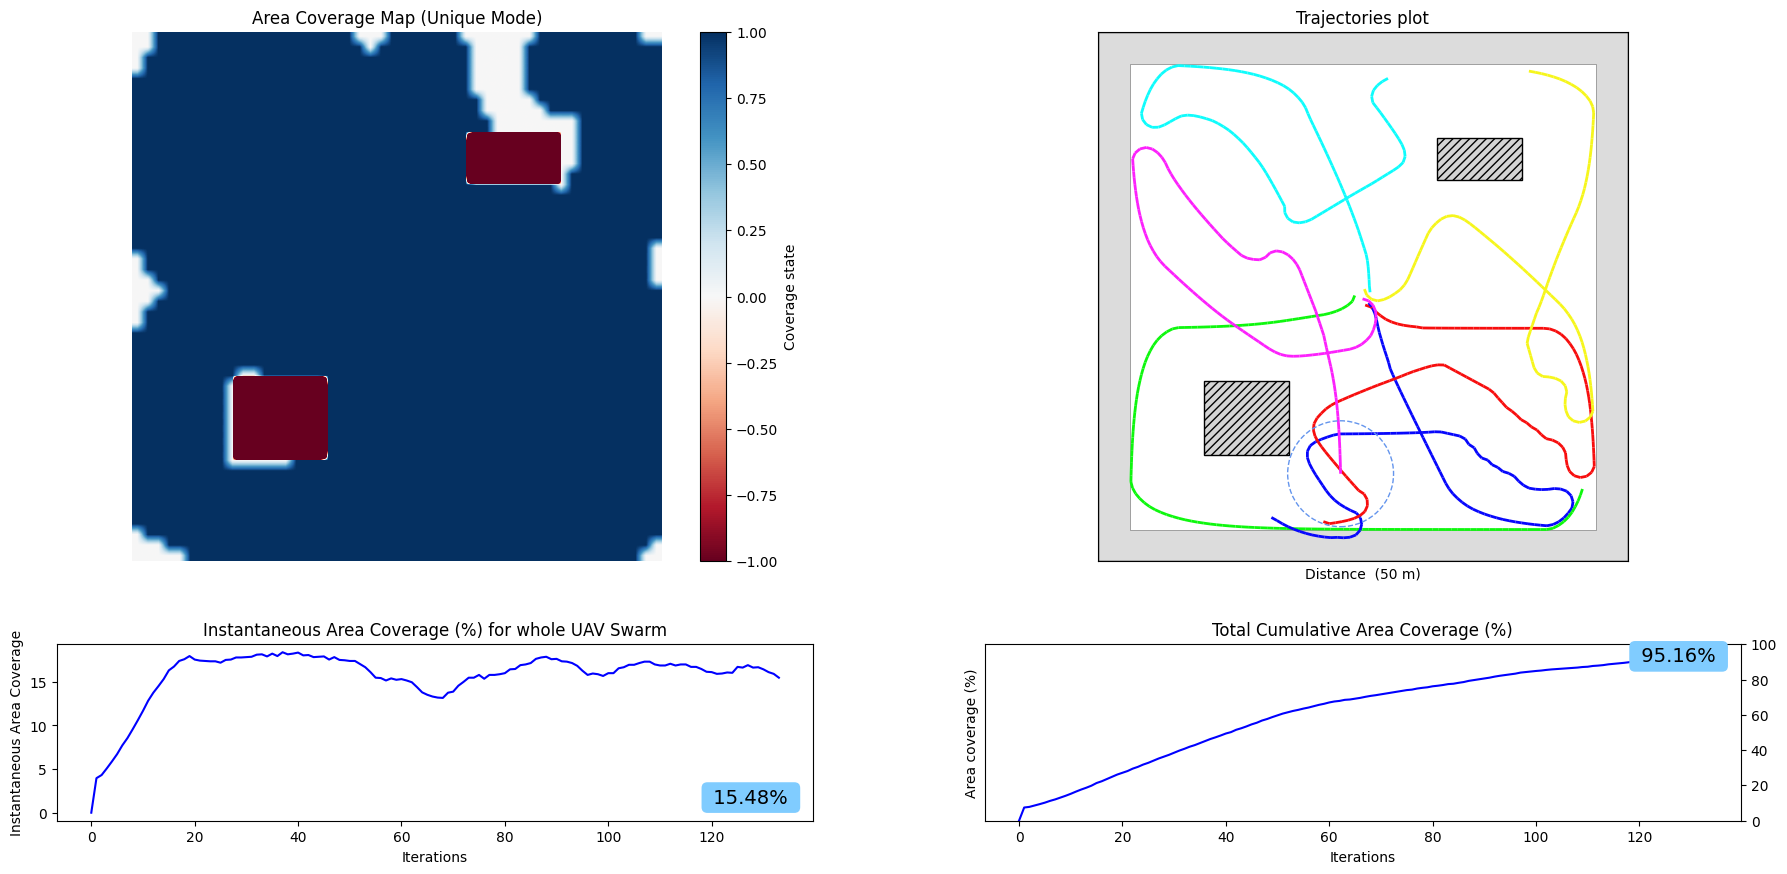 Area Coverage Map (Unique Mode)
1.00
0.75
0.50
0.25
0.00
−0.25
−0.50
−0.75
−1.00
Coverage state
Trajectories plot
Distance  (50 m)
Instantaneous Area Coverage (%) for whole UAV Swarm
Instantaneous Area Coverage
15
10
5
0
15.48%
0 20 40 60 80 100 120
Iterations
Total Cumulative Area Coverage (%)
Area coverage (%)
95.16%
100
80
60
40
20
0
0 20 40 60 80 100 120
Iterations